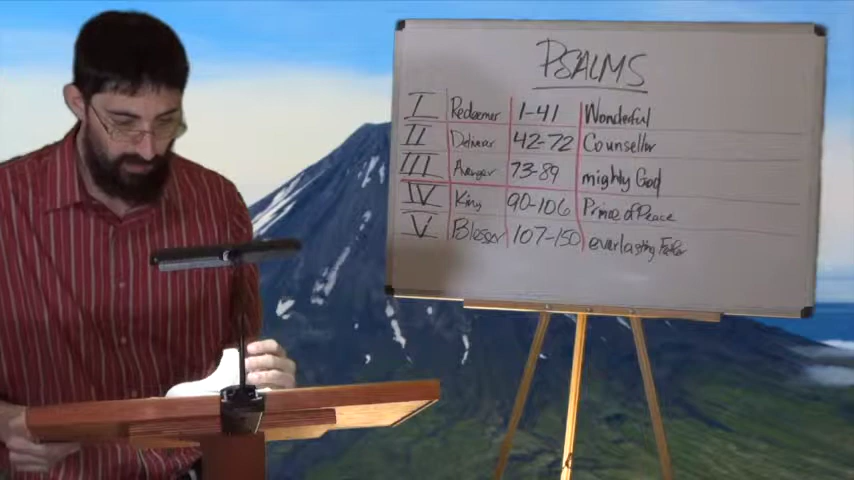 PSALMS
I Redeemer 1-41 Wonderful
II Deliverer 42-72 Counsellor
III Avenger 73-89 mighty God
IV King 90-106 Prince of Peace
V Blesser 107-150 everlasting Father